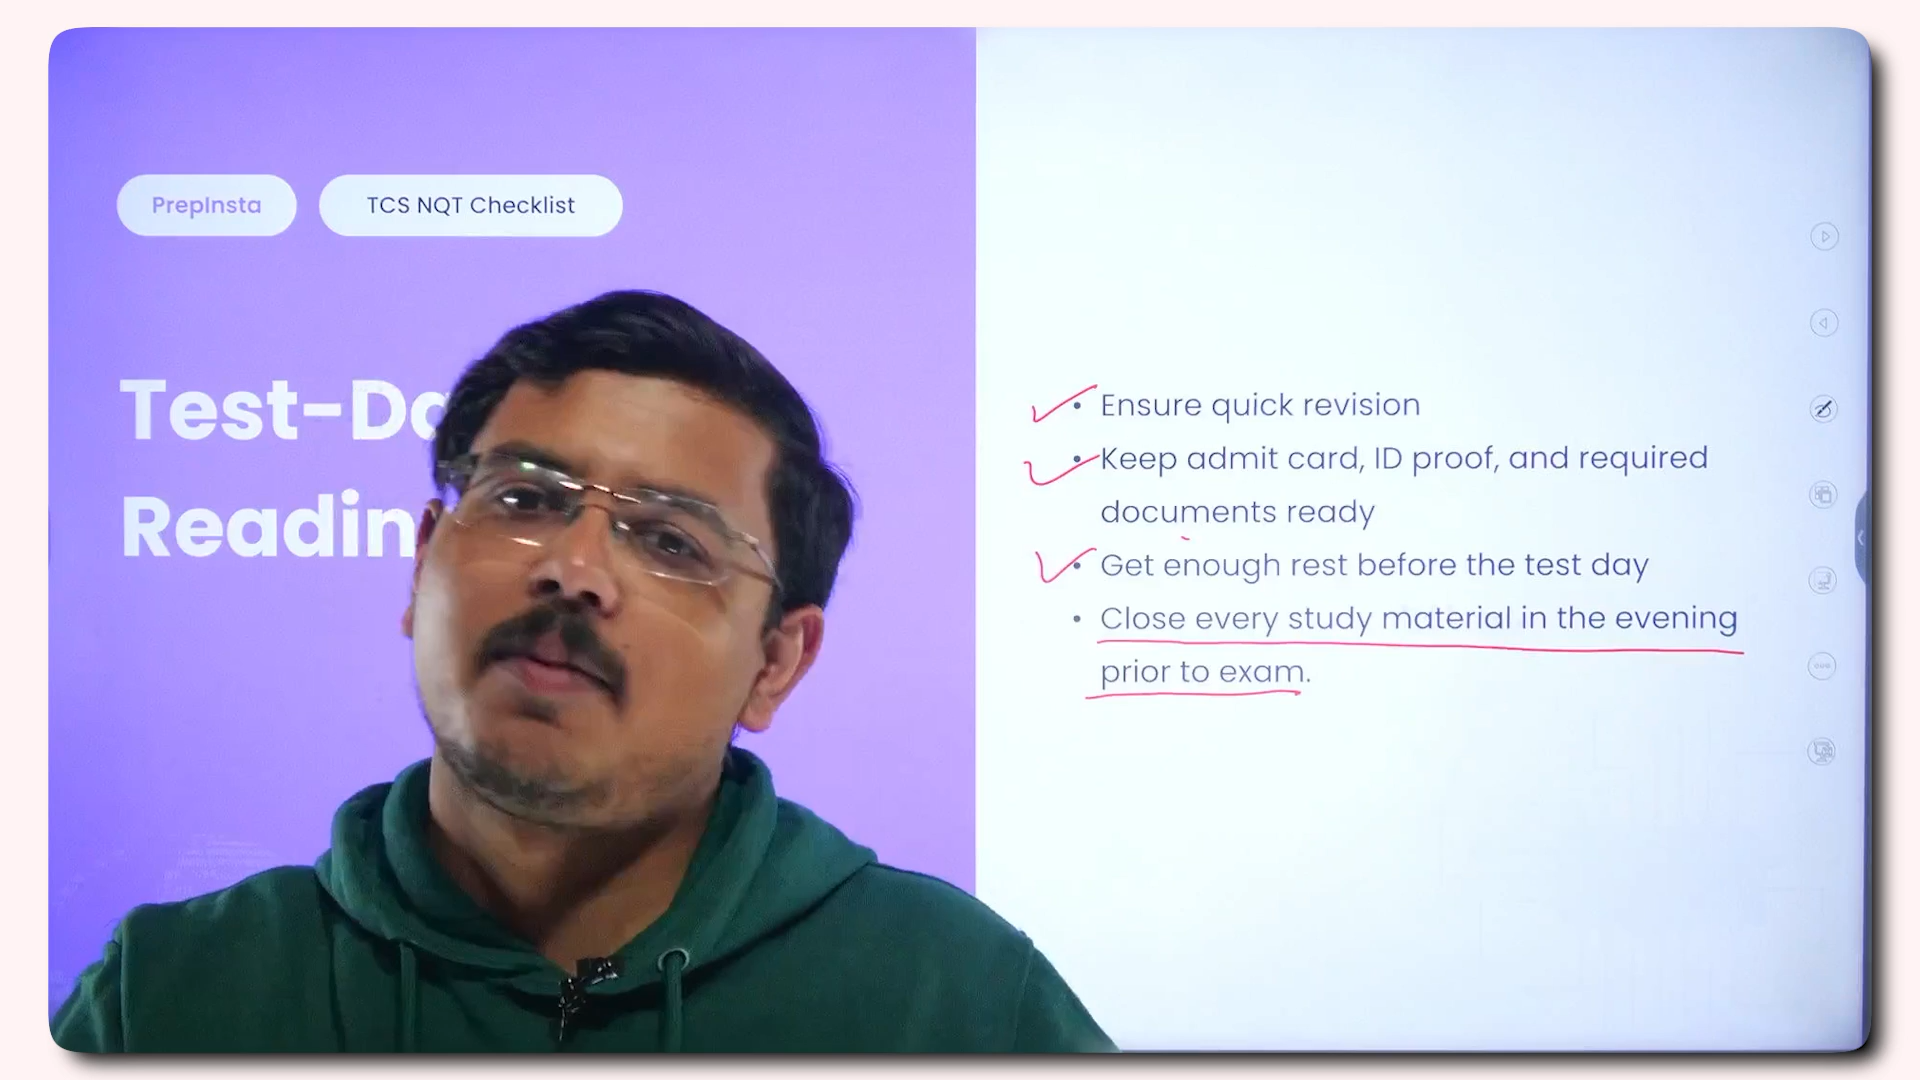 PrepInsta
TCS NQT Checklist
Test-Da
Readin
• Ensure quick revision
• Keep admit card, ID proof, and required
documents ready
• Get enough rest before the test day
• Close every study material in the evening
prior to exam.